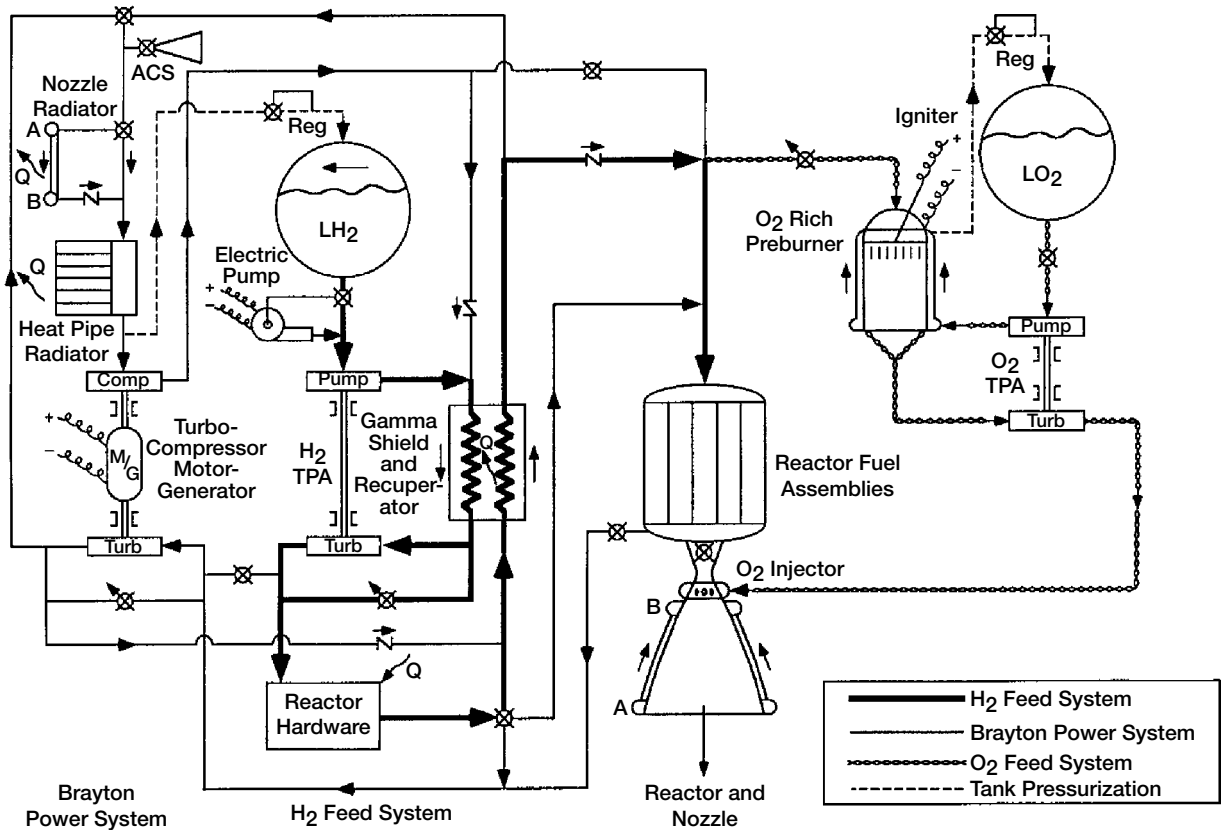 ACS
Reg
Nozzle
Radiator
A
Q
B
Reg
Igniter
+
−
LO2
LH2
O2 Rich
Preburner
Electric
Pump
+
−
Q
Heat Pipe
Radiator
Comp
Pump
Pump
O2
TPA
Turb
+
−
M/G
Turbo-
Compressor
Motor-
Generator
H2
TPA
Gamma
Shield
and
Recuper-
ator
Q
Reactor Fuel
Assemblies
Turb
Turb
O2 Injector
B
A
Q
Reactor
Hardware
H2 Feed System
Brayton Power System
O2 Feed System
Tank Pressurization
Brayton
Power System
H2 Feed System
Reactor and
Nozzle